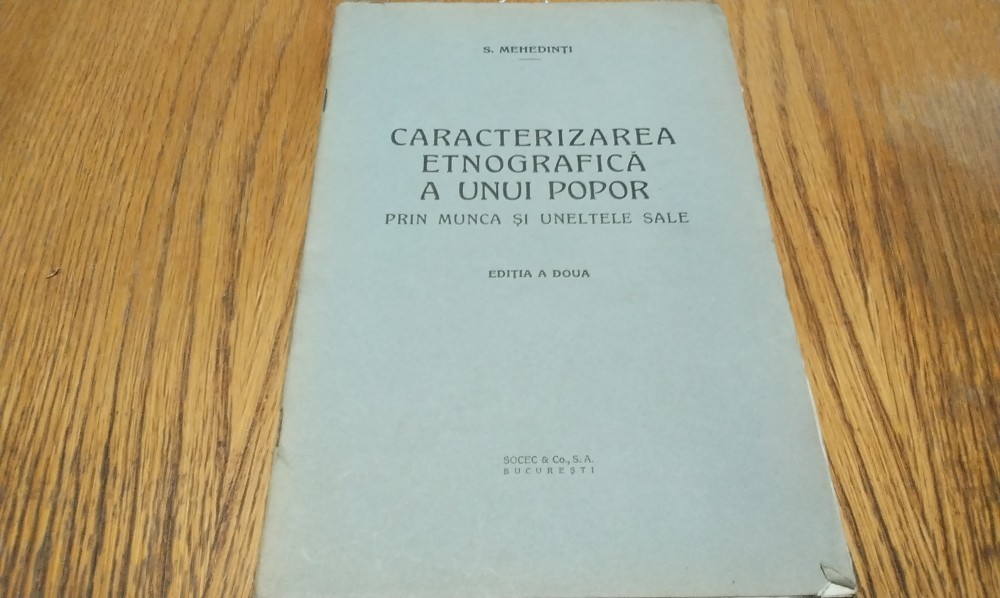 S. MEHEDINȚI
CARACTERIZAREA
ETNOGRAFICĂ
A UNUI POPOR
PRIN MUNCA ȘI UNELTELE SALE
EDIȚIA A DOUA
SOCEC & Co., S. A.
BUCUREȘTI